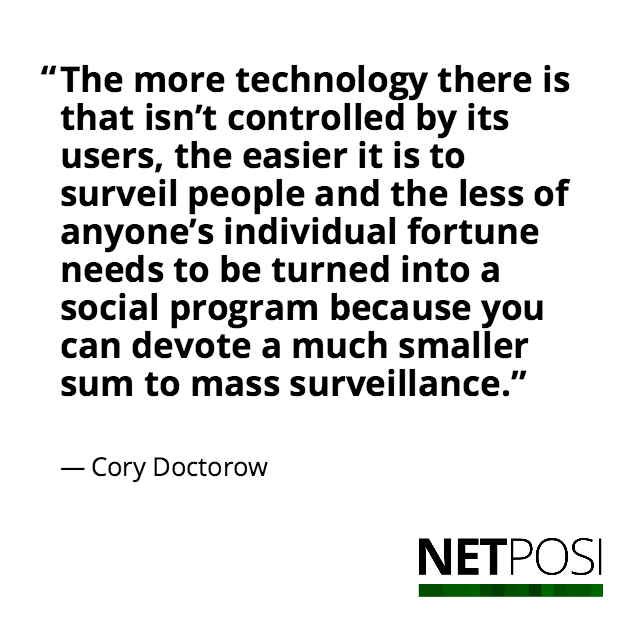 “The more technology there is
that isn’t controlled by its
users, the easier it is to
surveil people and the less of
anyone’s individual fortune
needs to be turned into a
social program because you
can devote a much smaller
sum to mass surveillance.”
— Cory Doctorow
NETPOSI